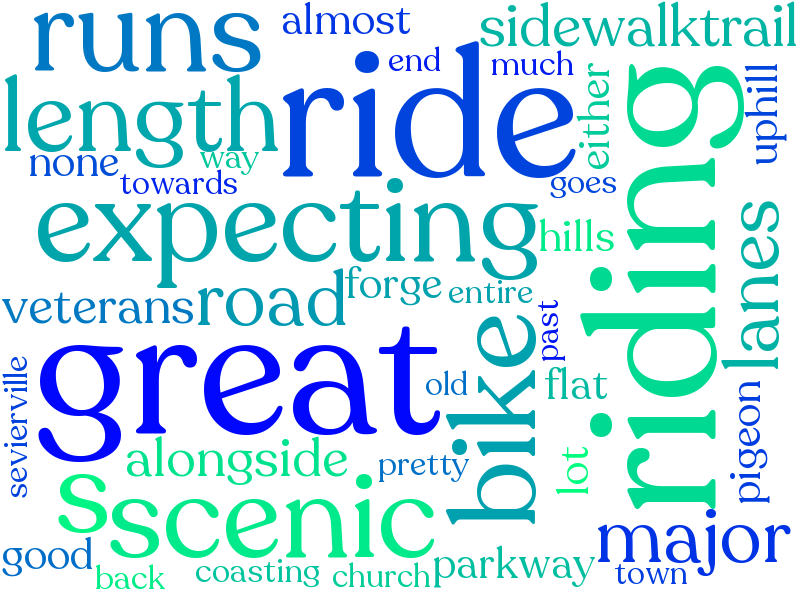 runs
almost
sidewalktrail
end
much
ride
length
none
way
towards
either
uphill
goes
riding
expecting
hills
lanes
veterans
road
forge
entire
past
great
bike
old
flat
sevierville
pigeon
alongside
pretty
lot
s
scenic
major
good
back
coasting
church
parkway
town